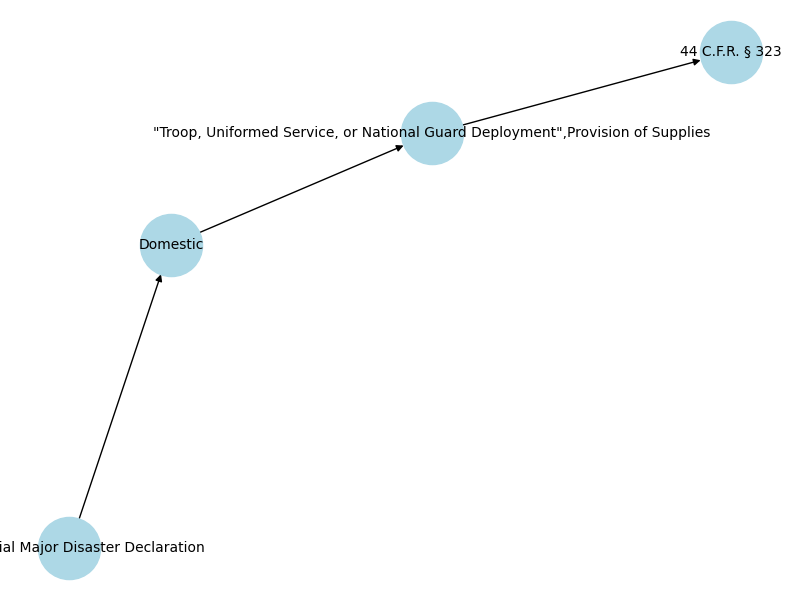 44 C.F.R. § 323
"Troop, Uniformed Service, or National Guard Deployment",Provision of Supplies
Domestic
ial Major Disaster Declaration